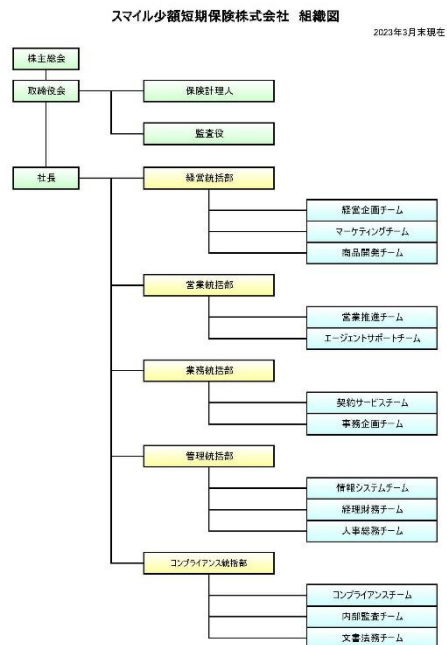 スマイル少額短期保険株式会社 組織図
2023年3月末現在
株主総会
取締役会
保険計理人
監査役
社長
経営統括部
経営企画チーム
マーケティングチーム
商品開発チーム
営業統括部
営業推進チーム
エージェントサポートチーム
業務統括部
契約サービスチーム
事務企画チーム
管理統括部
情報システムチーム
経理財務チーム
人事総務チーム
コンプライアンス統括部
コンプライアンスチーム
内部監査チーム
文書法務チーム